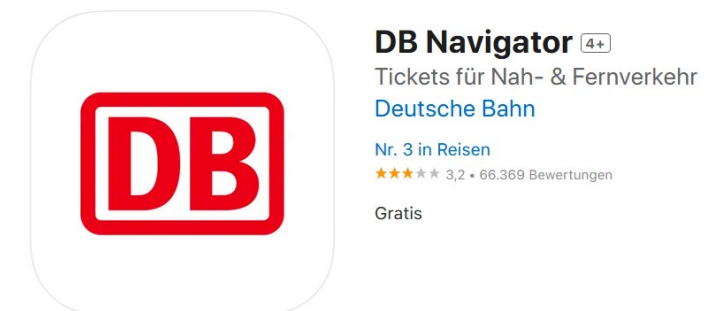 DB
DB Navigator 4+
Tickets für Nah- & Fernverkehr
Deutsche Bahn
Nr. 3 in Reisen
★★★★★ 3,2 • 66.369 Bewertungen
Gratis